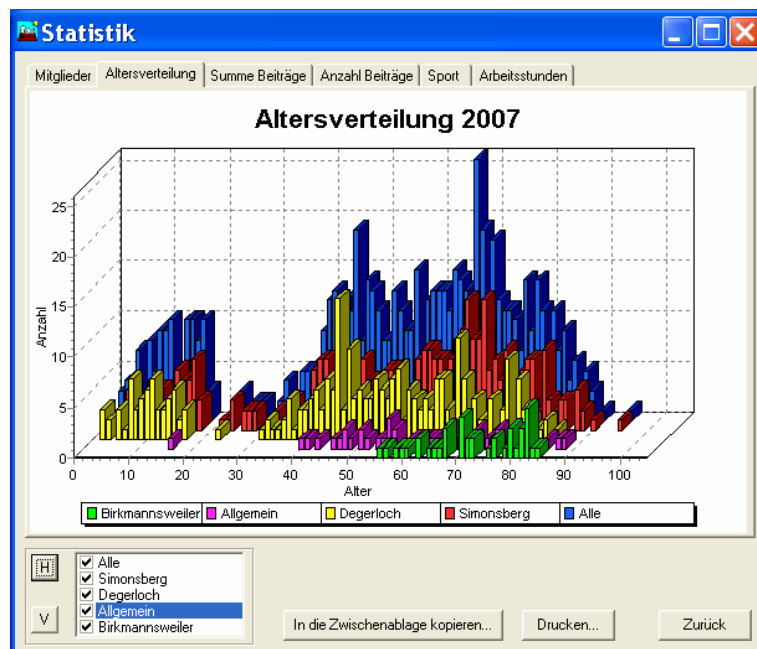 Statistik
Mitglieder Altersverteilung Summe Beiträge Anzahl Beiträge Sport Arbeitsstunden
Altersverteilung 2007
25
20
15
10
5
0
Anzahl
0 10 20 30 40 50 60 70 80 90 100
Alter
Birkmannsweiler Allgemein Degerloch Simonsberg Alle
H
V
Alle
Simonsberg
Degerloch
Allgemein
Birkmannsweiler
In die Zwischenablage kopieren... Drucken... Zurück